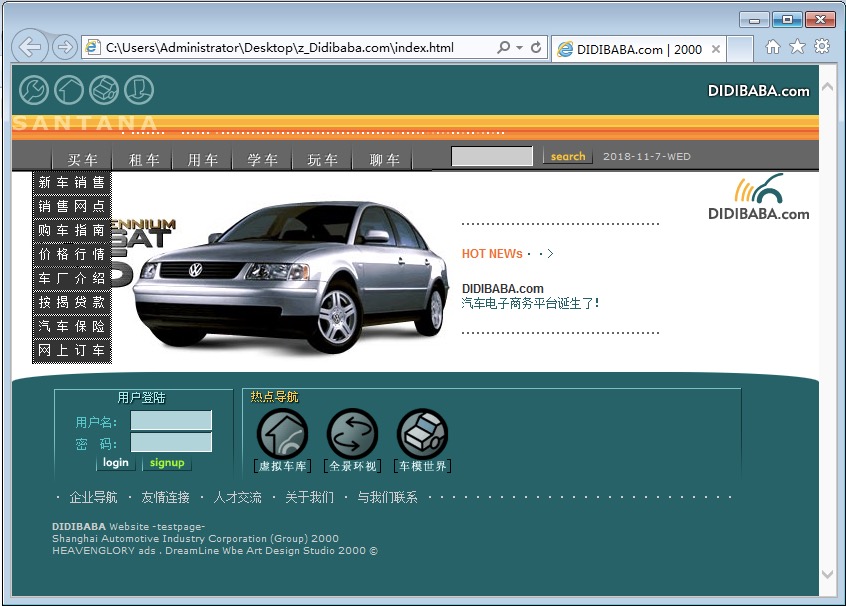 C:\Users\Administrator\Desktop\z_Didibaba.com\index.html
DIDIBABA.com | 2000
DIDIBABA.com
SANTANA
买车 租车 用车 学车 玩车 聊车 search 2018-11-7-WED
新车销售
销售网点
购车指南
价格行情
车厂介绍
按揭贷款
汽车保险
网上订车
DIDIBABA.com
HOT NEWs
DIDIBABA.com
汽车电子商务平台诞生了!
用户登陆
用户名:
密 码:
login signup
热点导航
[虚拟车库] [全景环视] [车模世界]
· 企业导航 · 友情连接 · 人才交流 · 关于我们 · 与我们联系
DIDIBABA Website -testpage-
Shanghai Automotive Industry Corporation (Group) 2000
HEAVENGLORY ads . DreamLine Wbe Art Design Studio 2000 ©